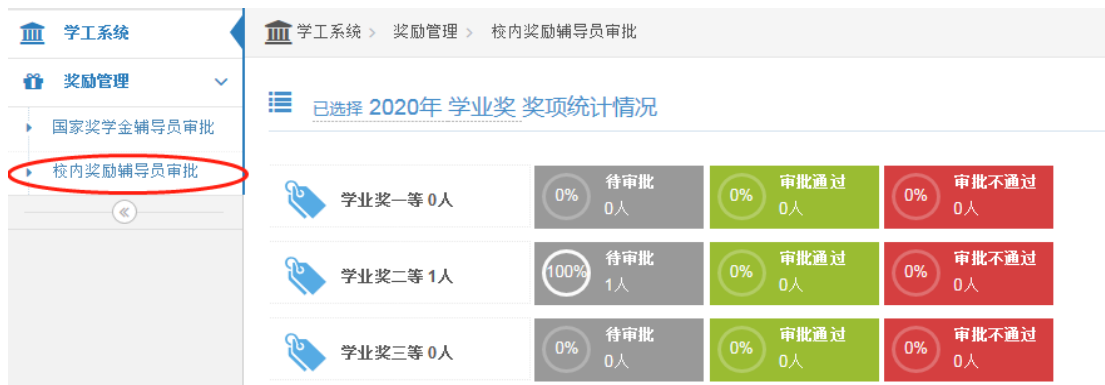 学工系统
奖励管理
国家奖学金辅导员审批
校内奖励辅导员审批
学工系统 > 奖励管理 > 校内奖励辅导员审批
已选择 2020年 学业奖 奖项统计情况
学业奖一等 0人
0%
待审批
0人
0%
审批通过
0人
0%
审批不通过
0人
学业奖二等 1人
100%
待审批
1人
0%
审批通过
0人
0%
审批不通过
0人
学业奖三等 0人
0%
待审批
0人
0%
审批通过
0人
0%
审批不通过
0人